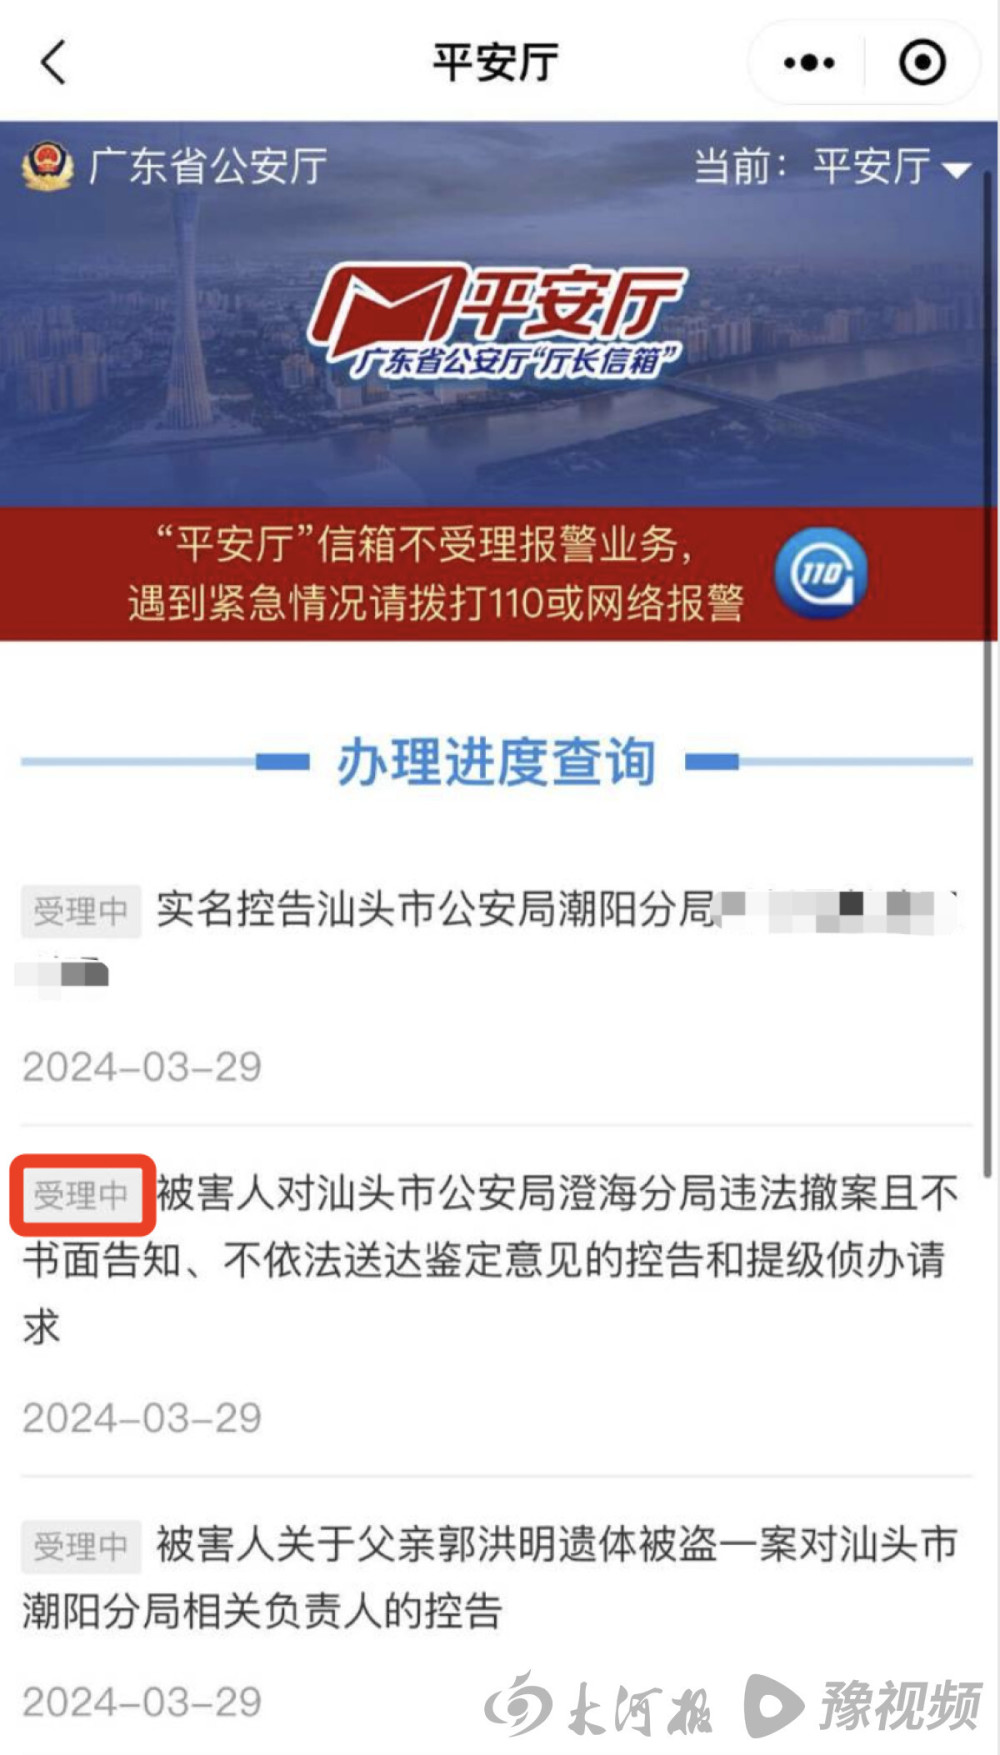 平安厅
广东省公安厅
当前：平安厅
平安厅
广东省公安厅“厅长信箱”
“平安厅”信箱不受理报警业务，
遇到紧急情况请拨打110或网络报警
110
办理进度查询
受理中 实名控告汕头市公安局潮阳分局
2024-03-29
受理中 被害人对汕头市公安局澄海分局违法撤案且不
书面告知、不依法送达鉴定意见的控告和提级侦办请
求
2024-03-29
受理中 被害人关于父亲郭洪明遗体被盗一案对汕头市
潮阳分局相关负责人的控告
2024-03-29
大河报 豫视频